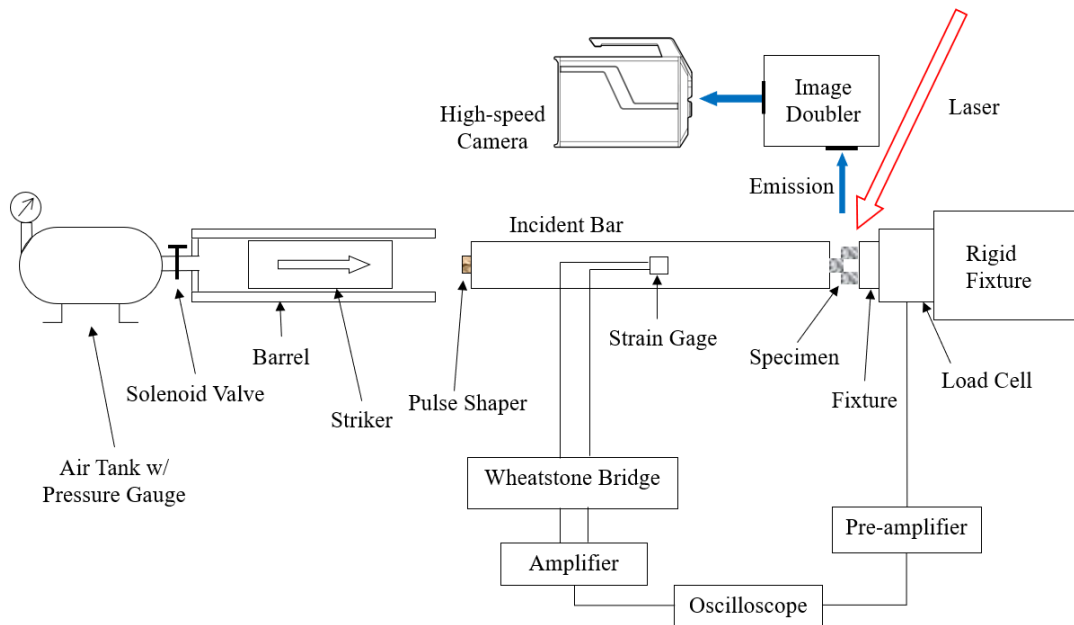 Image
Doubler
High-speed
Camera
Laser
Emission
Incident Bar
Rigid
Fixture
Strain Gage
Specimen
Barrel
Load Cell
Solenoid Valve
Pulse Shaper
Fixture
Striker
Air Tank w/
Pressure Gauge
Wheatstone Bridge
Pre-amplifier
Amplifier
Oscilloscope